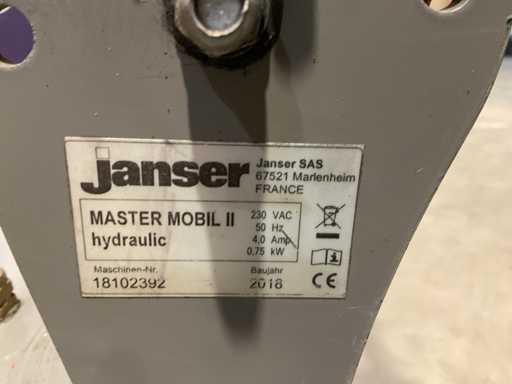 janser
Janser SAS
67521 Marlenheim
FRANCE
MASTER MOBIL II
hydraulic
230 VAC
50 Hz
4,0 Amp
0,75 kW
Maschinen-Nr.
18102392
Baujahr
2018
CE